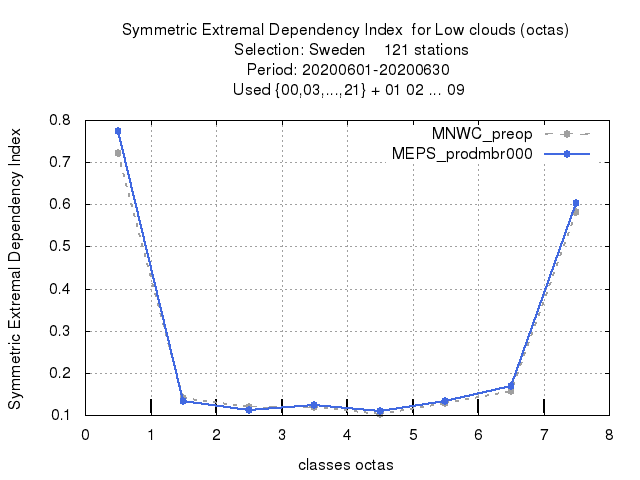 Symmetric Extremal Dependency Index  for Low clouds (octas)
Selection: Sweden    121 stations
Period: 20200601-20200630
Used {00,03,...,21} + 01 02 ... 09
MNWC_preop
MEPS_prodmbr000
Symmetric Extremal Dependency Index
0.8
0.7
0.6
0.5
0.4
0.3
0.2
0.1
0 1 2 3 4 5 6 7 8
classes octas